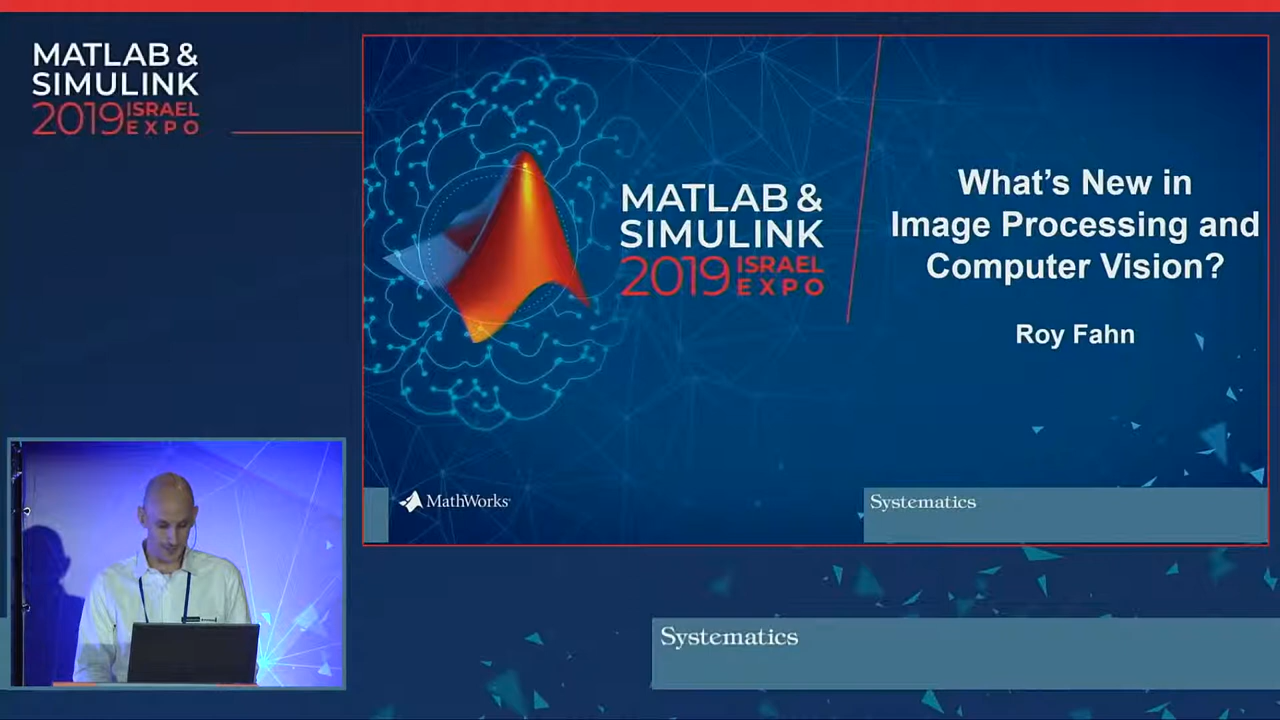 MATLAB &
SIMULINK
2019 ISRAEL
EXPO
MATLAB &
SIMULINK
2019 ISRAEL
EXPO
What's New in
Image Processing and
Computer Vision?
Roy Fahn
MathWorks
Systematics
Systematics